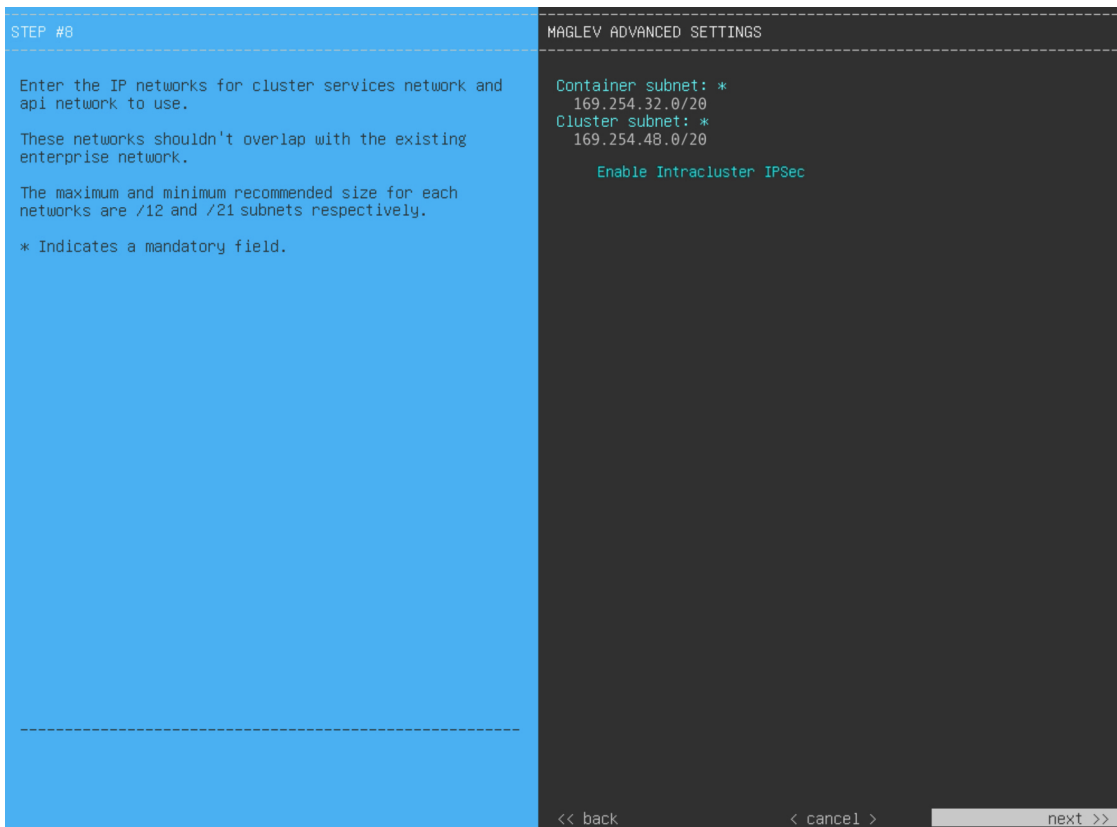 STEP #8
Enter the IP networks for cluster services network and
api network to use.
These networks shouldn't overlap with the existing
enterprise network.
The maximum and minimum recommended size for each
networks are /12 and /21 subnets respectively.
* Indicates a mandatory field.
MAGLEV ADVANCED SETTINGS
Container subnet: *
169.254.32.0/20
Cluster subnet: *
169.254.48.0/20
Enable Intracluster IPSec
<< back < cancel > next >>